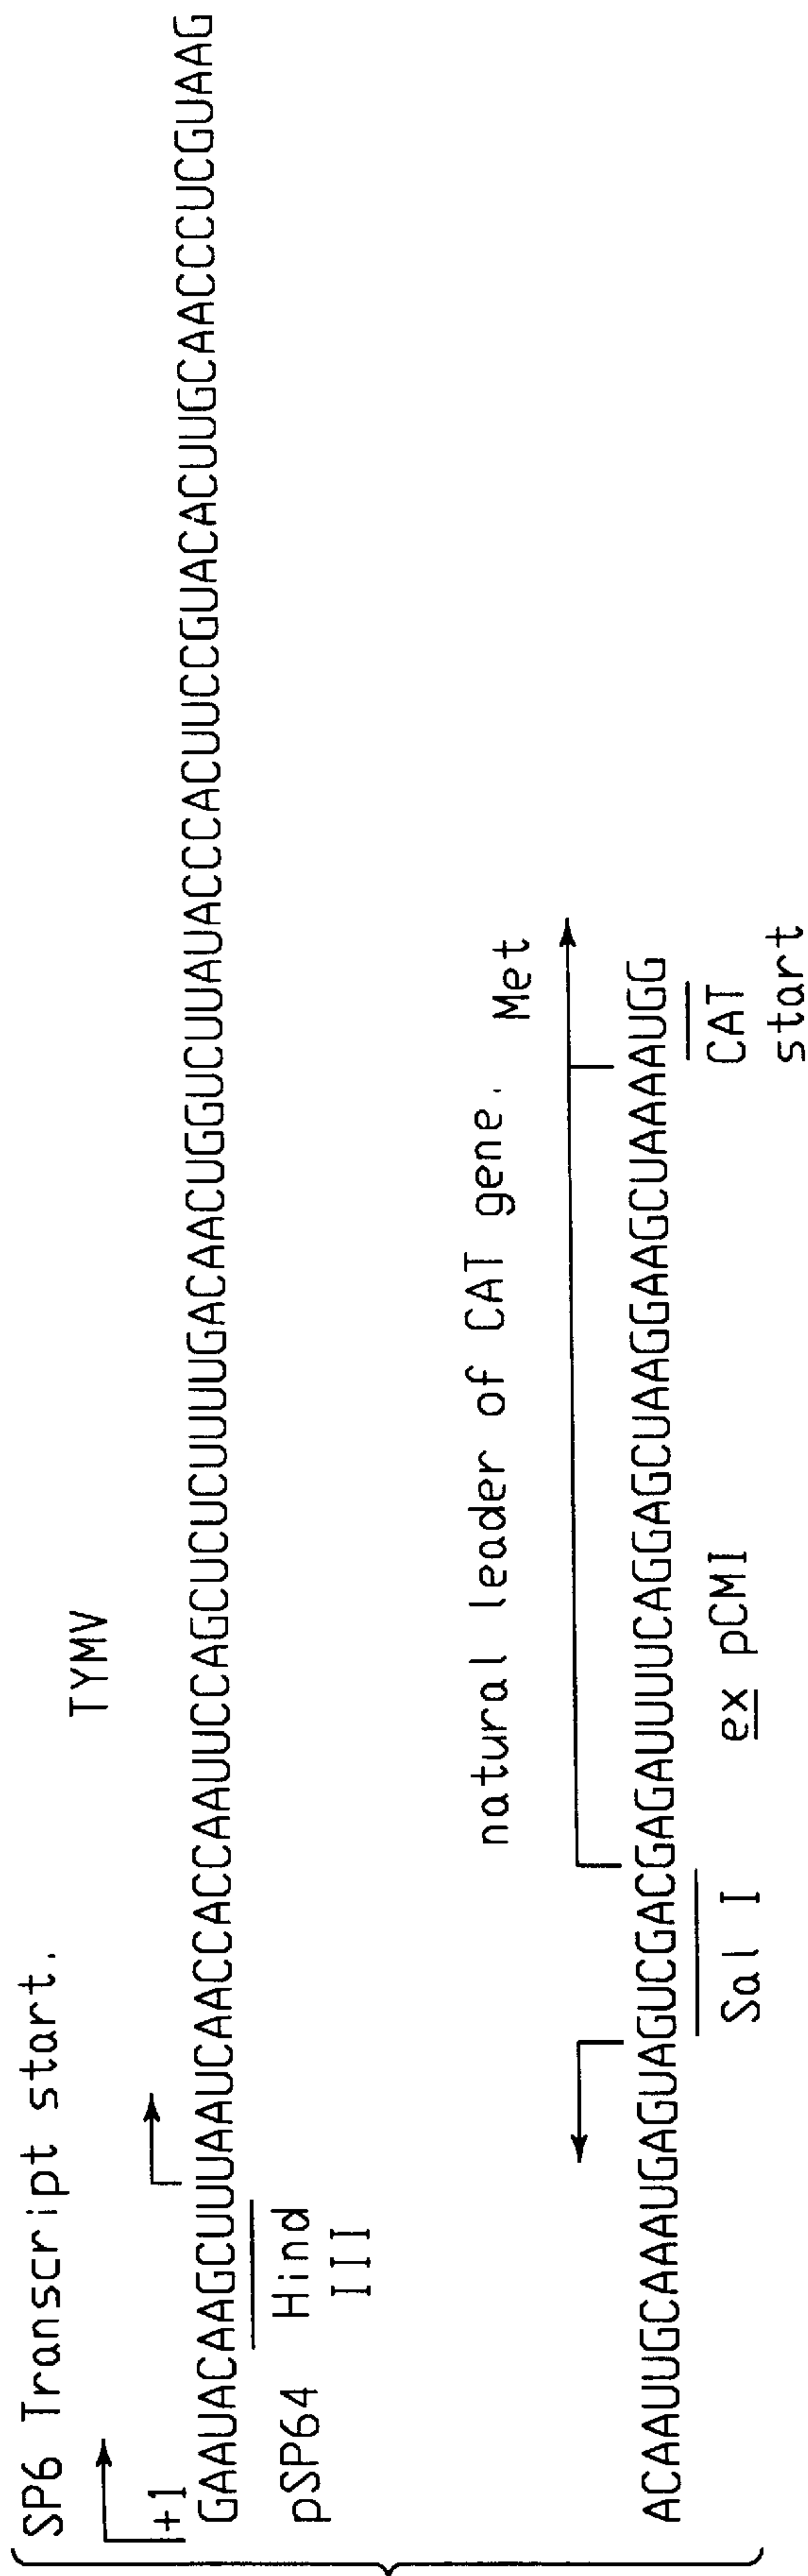 SP6 Transcript start.
TYMV
+1
GAAUACAAGCUUUAAUCAACCACCAAUUCCAGCUCUCUUUUGACAACUGGUCUUAUACCCACUUCCGUACACUUGCAACCCUCGUAAG
pSP64 Hind
III
natural leader of CAT gene. Met
ACAAUUGCAAAUGAGUAGUCGACGAGAUUUUCAGGAGCUAAGGAAGCUAAAAUGG
Sal I ex pCMI CAT
start